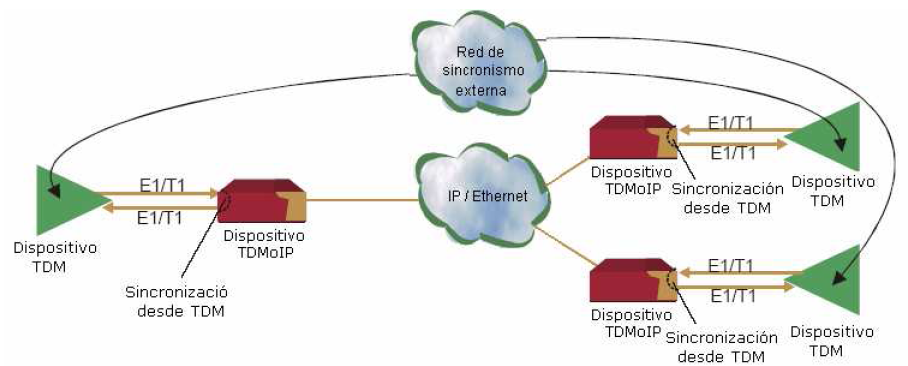 Red de
sincronismo
externa
E1/T1
E1/T1
Dispositivo
TDM
Dispositivo
TDMoIP
Sincronizació
desde TDM
IP / Ethernet
E1/T1
E1/T1
Dispositivo
TDMoIP
Sincronización
desde TDM
Dispositivo
TDM
E1/T1
E1/T1
Dispositivo
TDMoIP
Sincronización
desde TDM
Dispositivo
TDM